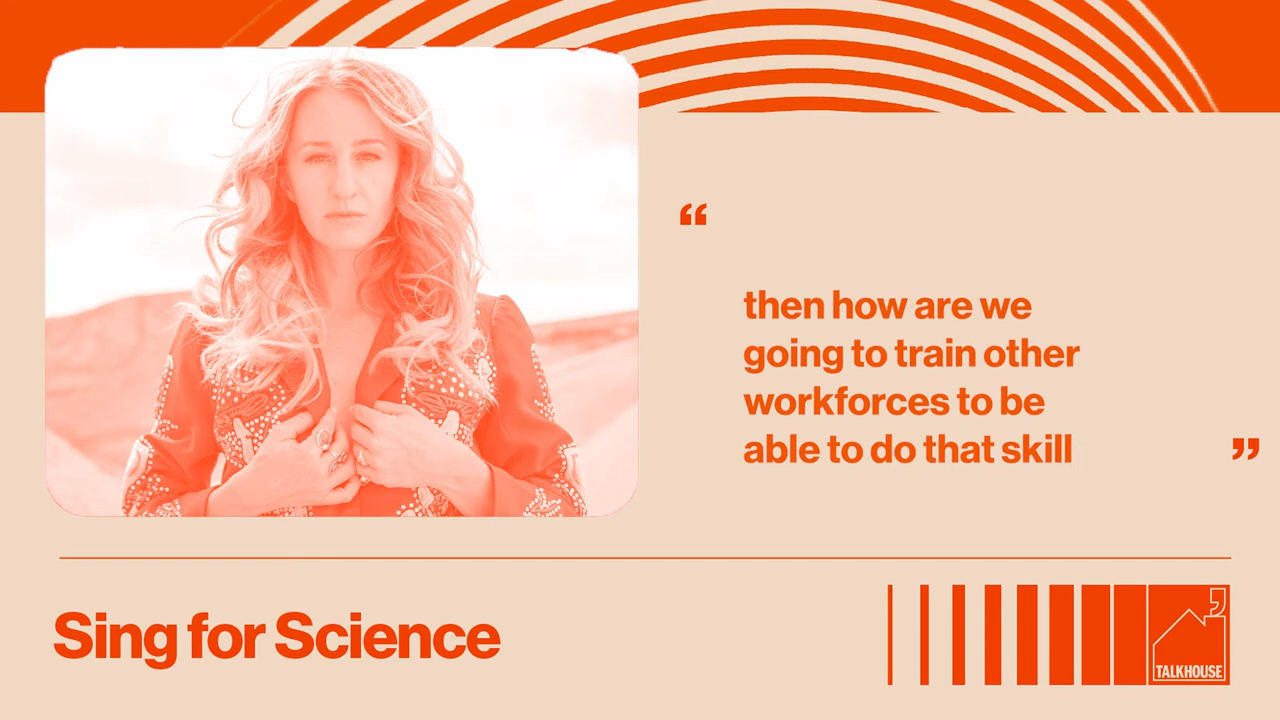 “
then how are we
going to train other
workforces to be
able to do that skill
”
Sing for Science
TALKHOUSE